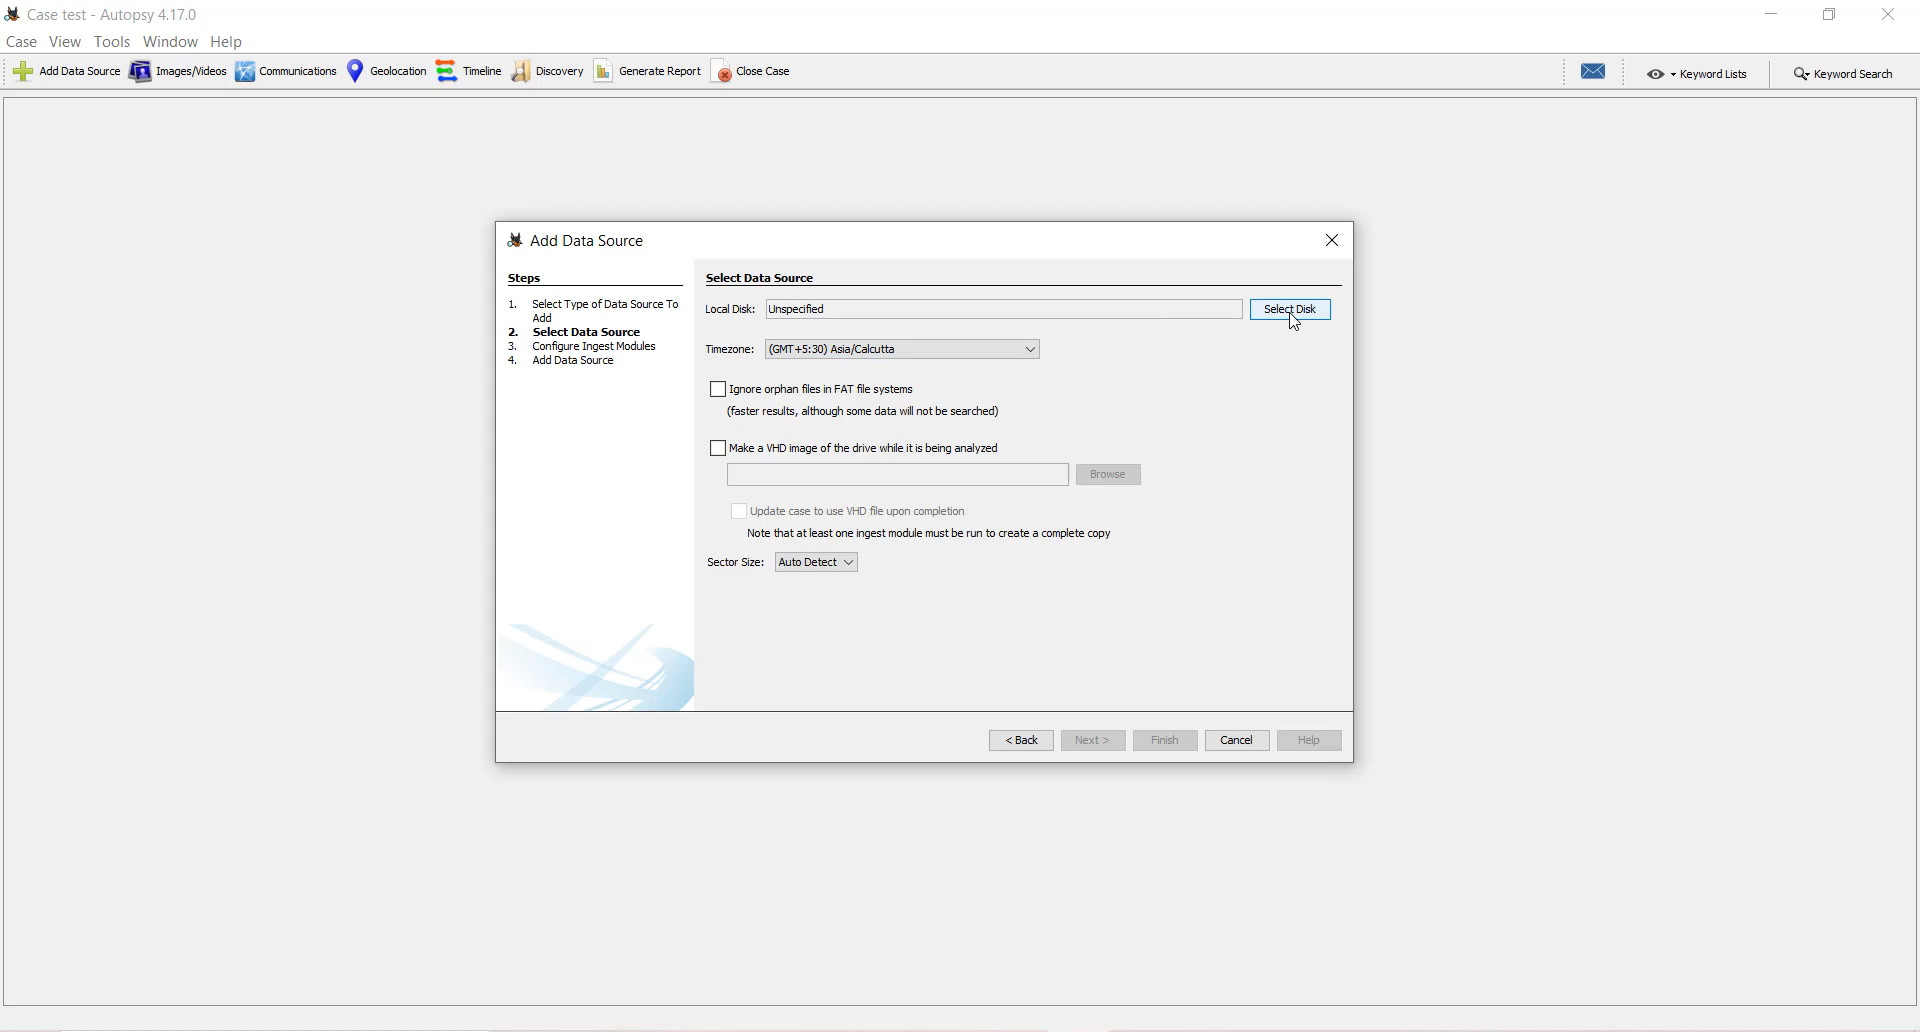 Case test - Autopsy 4.17.0
Case View Tools Window Help
Add Data Source Images/Videos Communications Geolocation Timeline Discovery Generate Report Close Case Keyword Lists Keyword Search
Add Data Source
Steps
1. Select Type of Data Source To
Add
2. Select Data Source
3. Configure Ingest Modules
4. Add Data Source
Select Data Source
Local Disk: Unspecified Select Disk
Timezone: (GMT+5:30) Asia/Calcutta
Ignore orphan files in FAT file systems
(faster results, although some data will not be searched)
Make a VHD image of the drive while it is being analyzed
Browse
Update case to use VHD file upon completion
Note that at least one ingest module must be run to create a complete copy
Sector Size: Auto Detect
< Back Next > Finish Cancel Help